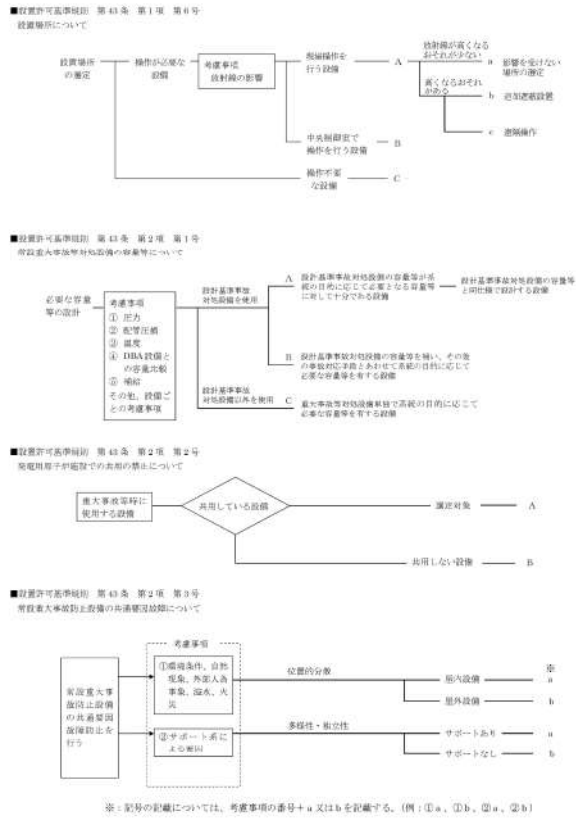 ■設置許可基準規則 第43条 第1項 第6号
設置場所について
設置場所
の選定
操作が必要な
設備
考慮事項
放射線の影響
現場操作を
行う設備
A
放射線が高くなる
おそれが少ない
a
影響を受けない
場所の選定
高くなるおそれ
がある
b
追加遮蔽設置
c
遠隔操作
中央制御室で
操作を行う設備
B
操作不要
な設備
C
■設置許可基準規則 第43条 第2項 第1号
常設重大事故等対処設備の容量等について
必要な容量
等の設計
考慮事項
① 圧力
② 配管圧損
③ 温度
④ DBA設備と
の容量比較
⑤ 補給
その他、設備ご
との考慮事項
設計基準事故
対処設備を使用
A
設計基準事故対処設備の容量等が系
統の目的に応じて必要となる容量等
に対して十分である設備
設計基準事故対処設備の容量等
と同仕様で設計する設備
B
設計基準事故対処設備の容量等を補い、その後
の事故対応手段とあわせて系統の目的に応じて
必要な容量等を有する設備
設計基準事故
対処設備以外を使用
C
重大事故等対処設備単独で系統の目的に応じて
必要な容量等を有する設備
■設置許可基準規則 第43条 第2項 第2号
発電用原子炉施設での共用の禁止について
重大事故等時に
使用する設備
共用している設備
選定対象
A
共用しない設備
B
■設置許可基準規則 第43条 第2項 第3号
常設重大事故防止設備の共通要因故障について
常設重大事
故防止設備
の共通要因
故障防止を
行う
考慮事項
①環境条件、自然
現象、外部人為
事象、溢水、火
災
位置的分散
屋内設備
※
a
屋外設備
b
②サポート系に
よる要因
多様性・独立性
サポートあり
a
サポートなし
b
※：記号の記載については、考慮事項の番号＋a又はbを記載する。（例：①a、①b、②a、②b）